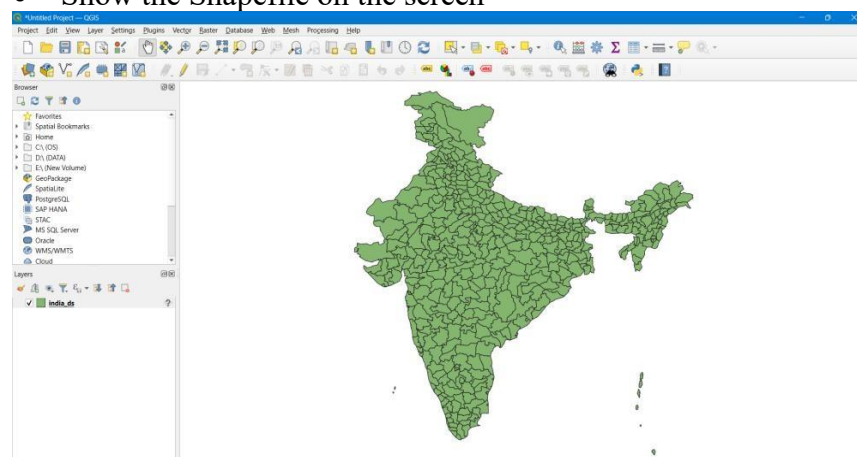 • Show the Shapefile on the screen
*Untitled Project — QGIS
Project Edit View Layer Settings Plugins Vector Raster Database Web Mesh Processing Help
Browser
Favorites
Spatial Bookmarks
Home
C:\ (OS)
D:\ (DATA)
E:\ (New Volume)
GeoPackage
SpatiaLite
PostgreSQL
SAP HANA
STAC
MS SQL Server
Oracle
WMS/WMTS
Cloud
Layers
india_ds